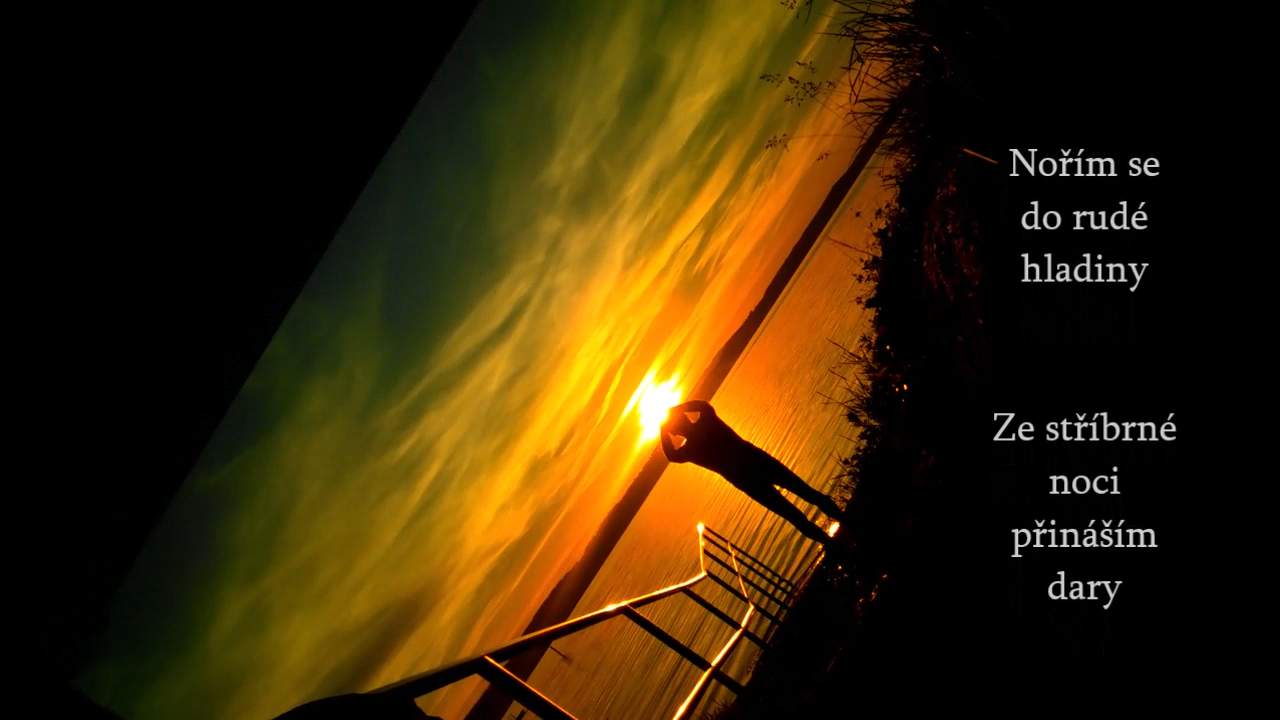 Nořím se
do rudé
hladiny
Ze stříbrné
noci
přináším
dary